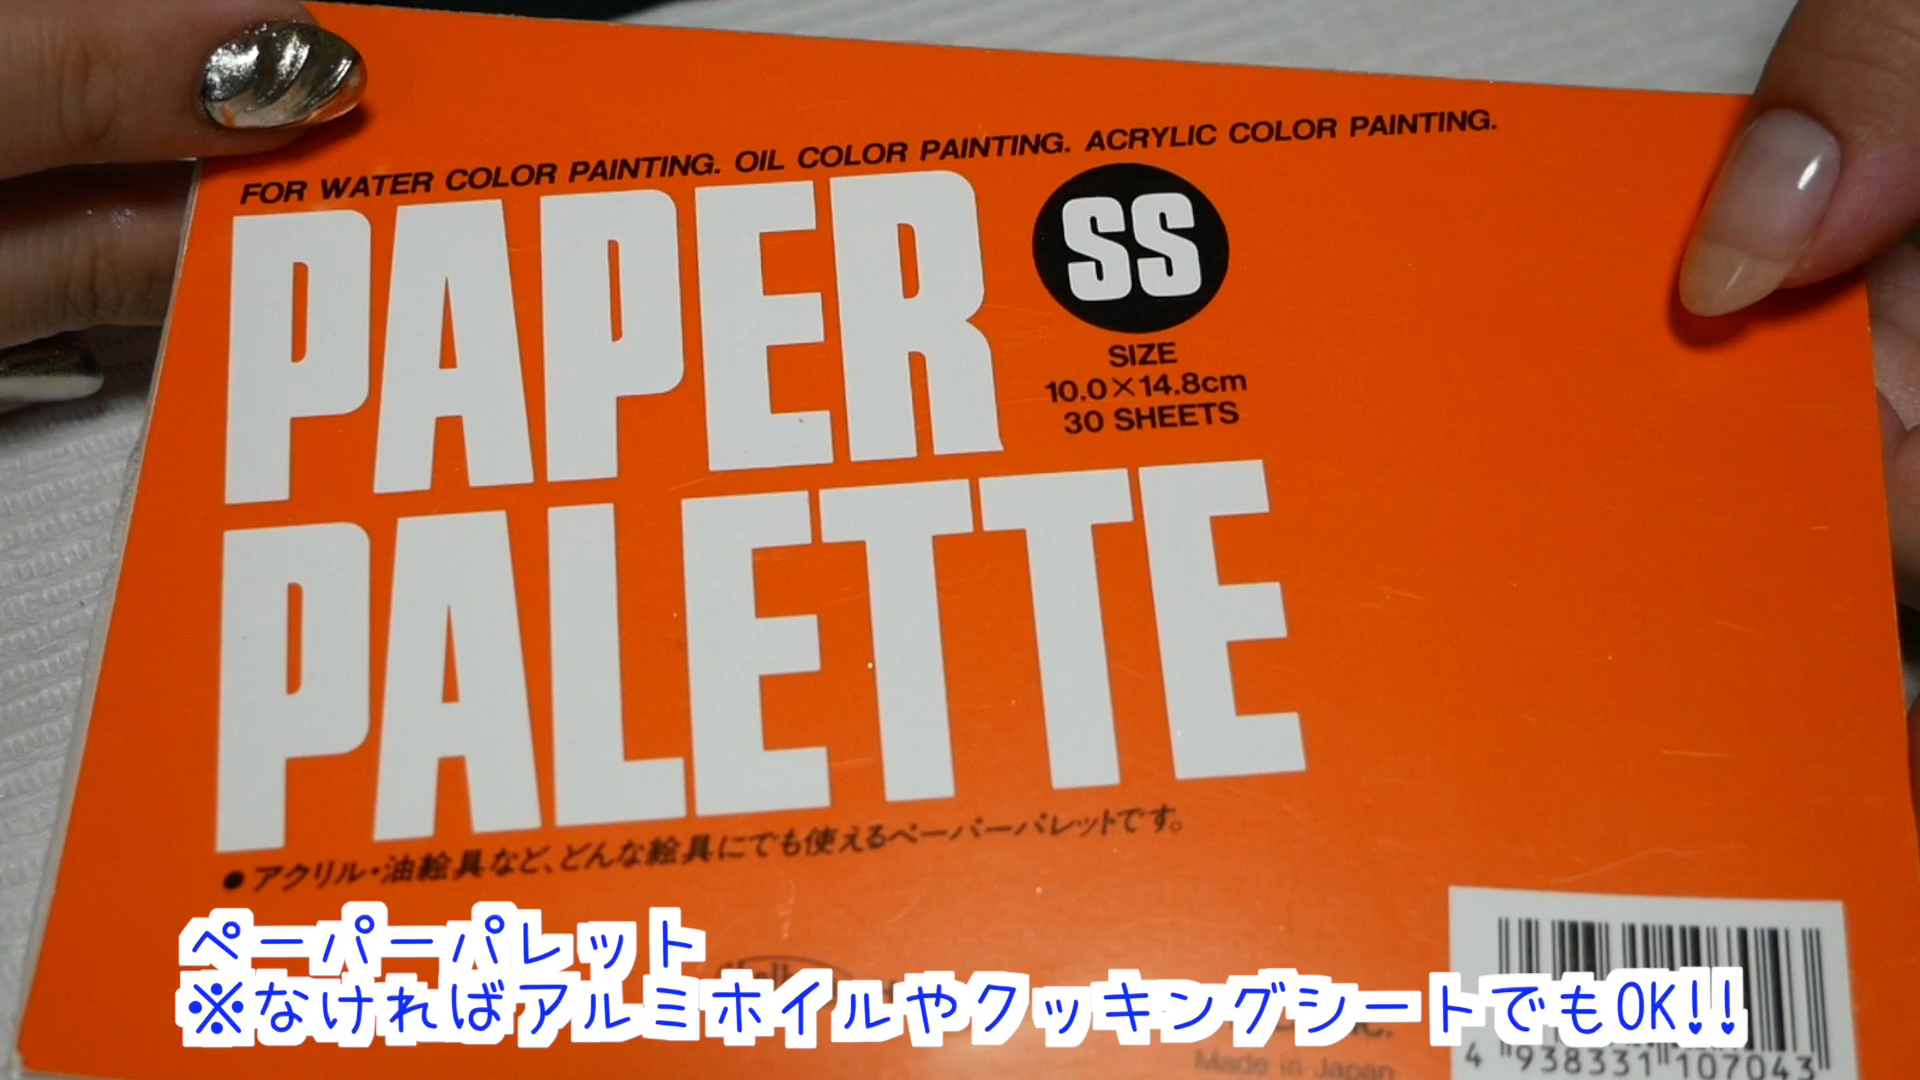 FOR WATER COLOR PAINTING. OIL COLOR PAINTING. ACRYLIC COLOR PAINTING.
PAPER
SS
SIZE
10.0×14.8cm
30 SHEETS
PALETTE
●アクリル・油絵具など、どんな絵具にでも使えるペーパーパレットです。
ペーパーパレット
※なければアルミホイルやクッキングシートでもOK!!
Made in Japan
4 938331 107043